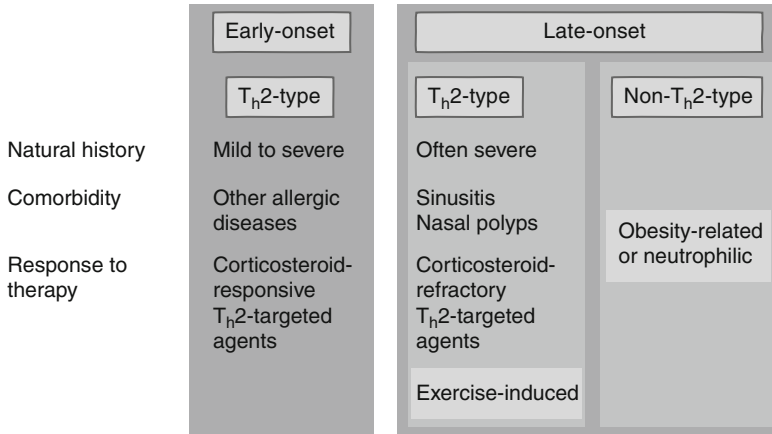 Early-onset
Late-onset
Th2-type
Th2-type
Non-Th2-type
Natural history
Mild to severe
Often severe
Comorbidity
Other allergic
diseases
Sinusitis
Nasal polyps
Obesity-related
or neutrophilic
Response to
therapy
Corticosteroid-
responsive
Th2-targeted
agents
Corticosteroid-
refractory
Th2-targeted
agents
Exercise-induced